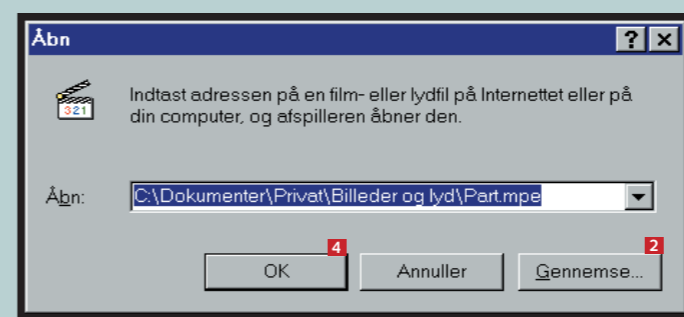 Åbn
321
Indtast adressen på en film- eller lydfil på Internettet eller på
din computer, og afspilleren åbner den.
Åbn: C:\Dokumenter\Privat\Billeder og lyd\Part.mpe
4 2
OK Annuller Gennemse...